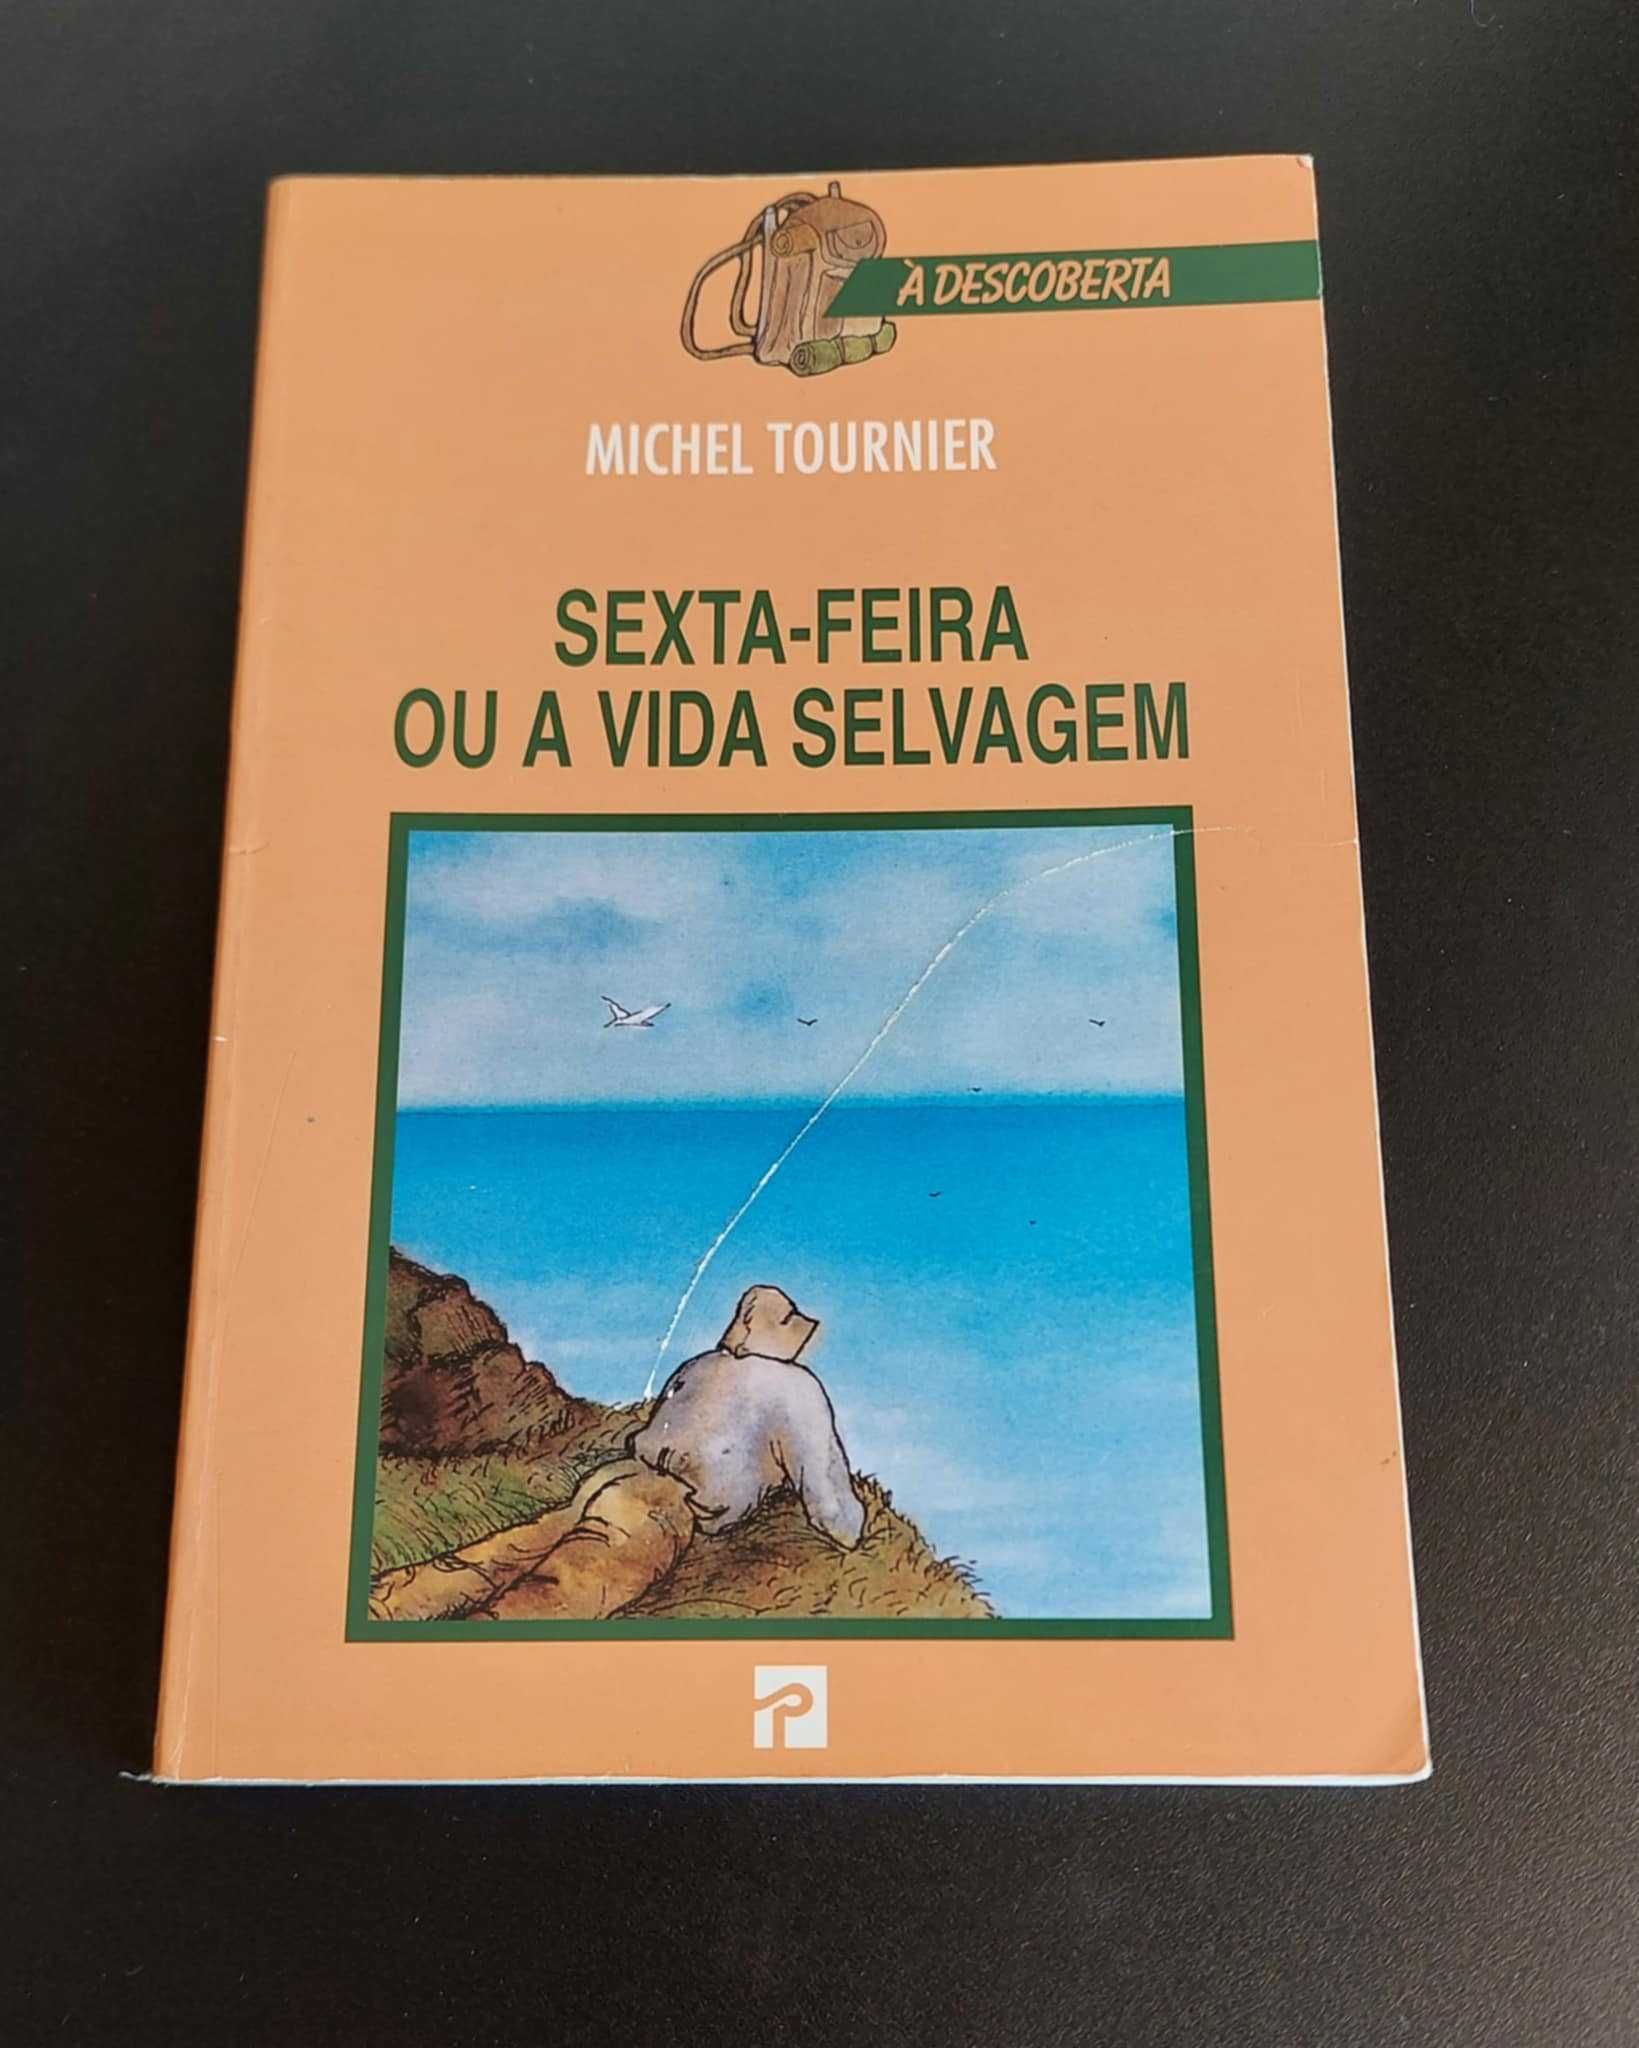 À DESCOBERTA
MICHEL TOURNIER
SEXTA-FEIRA
OU A VIDA SELVAGEM
P